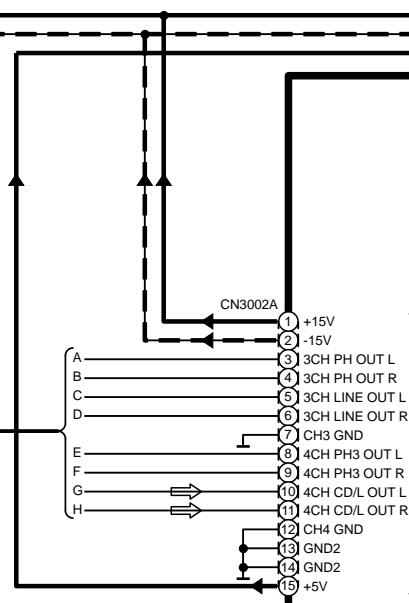 CN3002A
1 +15V
2 -15V
A 3 3CH PH OUT L
B 4 3CH PH OUT R
C 5 3CH LINE OUT L
D 6 3CH LINE OUT R
7 CH3 GND
E 8 4CH PH3 OUT L
F 9 4CH PH3 OUT R
G 10 4CH CD/L OUT L
H 11 4CH CD/L OUT R
12 CH4 GND
13 GND2
14 GND2
15 +5V